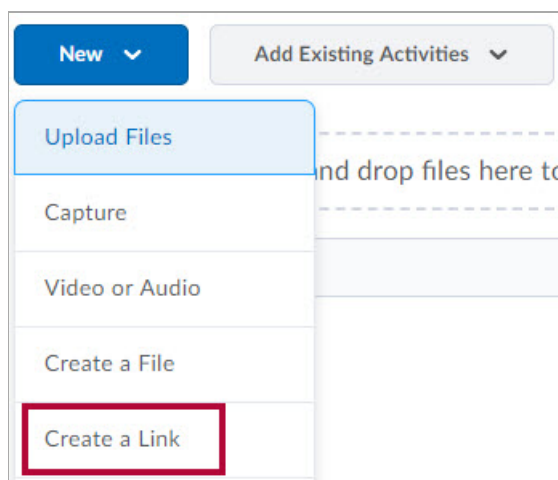 New
Add Existing Activities
Upload Files
nd drop files here to
Capture
Video or Audio
Create a File
Create a Link